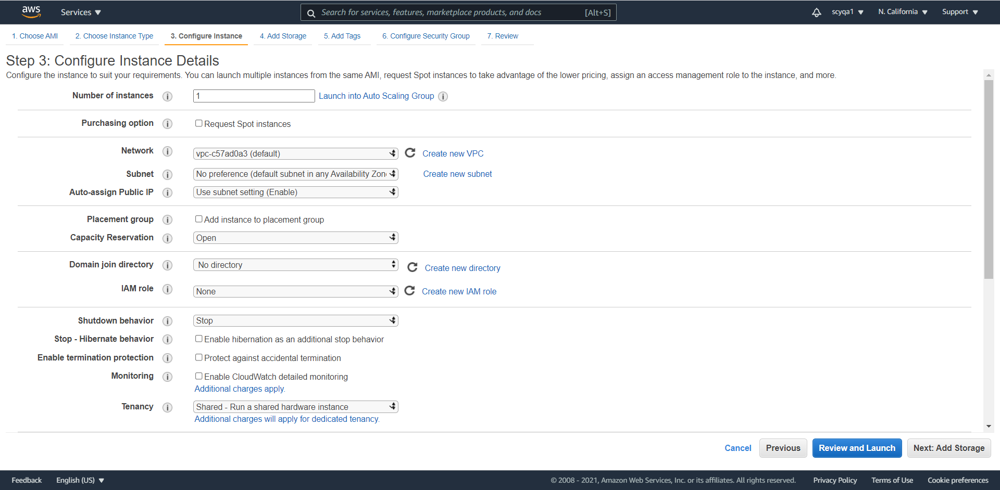 aws Services Search for services, features, marketplace products, and docs [Alt+S] scyqa1 N. California Support
1. Choose AMI 2. Choose Instance Type 3. Configure Instance 4. Add Storage 5. Add Tags 6. Configure Security Group 7. Review
Step 3: Configure Instance Details
Configure the instance to suit your requirements. You can launch multiple instances from the same AMI, request Spot instances to take advantage of the lower pricing, assign an access management role to the instance, and more.
Number of instances i 1 Launch into Auto Scaling Group i
Purchasing option i Request Spot instances
Network i vpc-c57ad0a3 (default) Create new VPC
Subnet i No preference (default subnet in any Availability Zon Create new subnet
Auto-assign Public IP i Use subnet setting (Enable)
Placement group i Add instance to placement group
Capacity Reservation i Open
Domain join directory i No directory Create new directory
IAM role i None Create new IAM role
Shutdown behavior i Stop
Stop - Hibernate behavior i Enable hibernation as an additional stop behavior
Enable termination protection i Protect against accidental termination
Monitoring i Enable CloudWatch detailed monitoring
Additional charges apply.
Tenancy i Shared - Run a shared hardware instance
Additional charges will apply for dedicated tenancy.
Cancel Previous Review and Launch Next: Add Storage
Feedback English (US) © 2008 - 2021, Amazon Web Services, Inc. or its affiliates. All rights reserved. Privacy Policy Terms of Use Cookie preferences